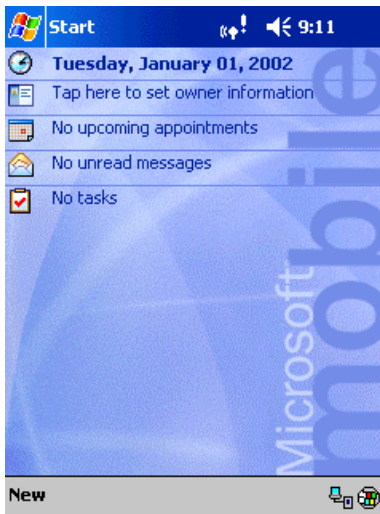 Start 9:11
Tuesday, January 01, 2002
Tap here to set owner information
No upcoming appointments
No unread messages
No tasks
Microsoft
mobile
New